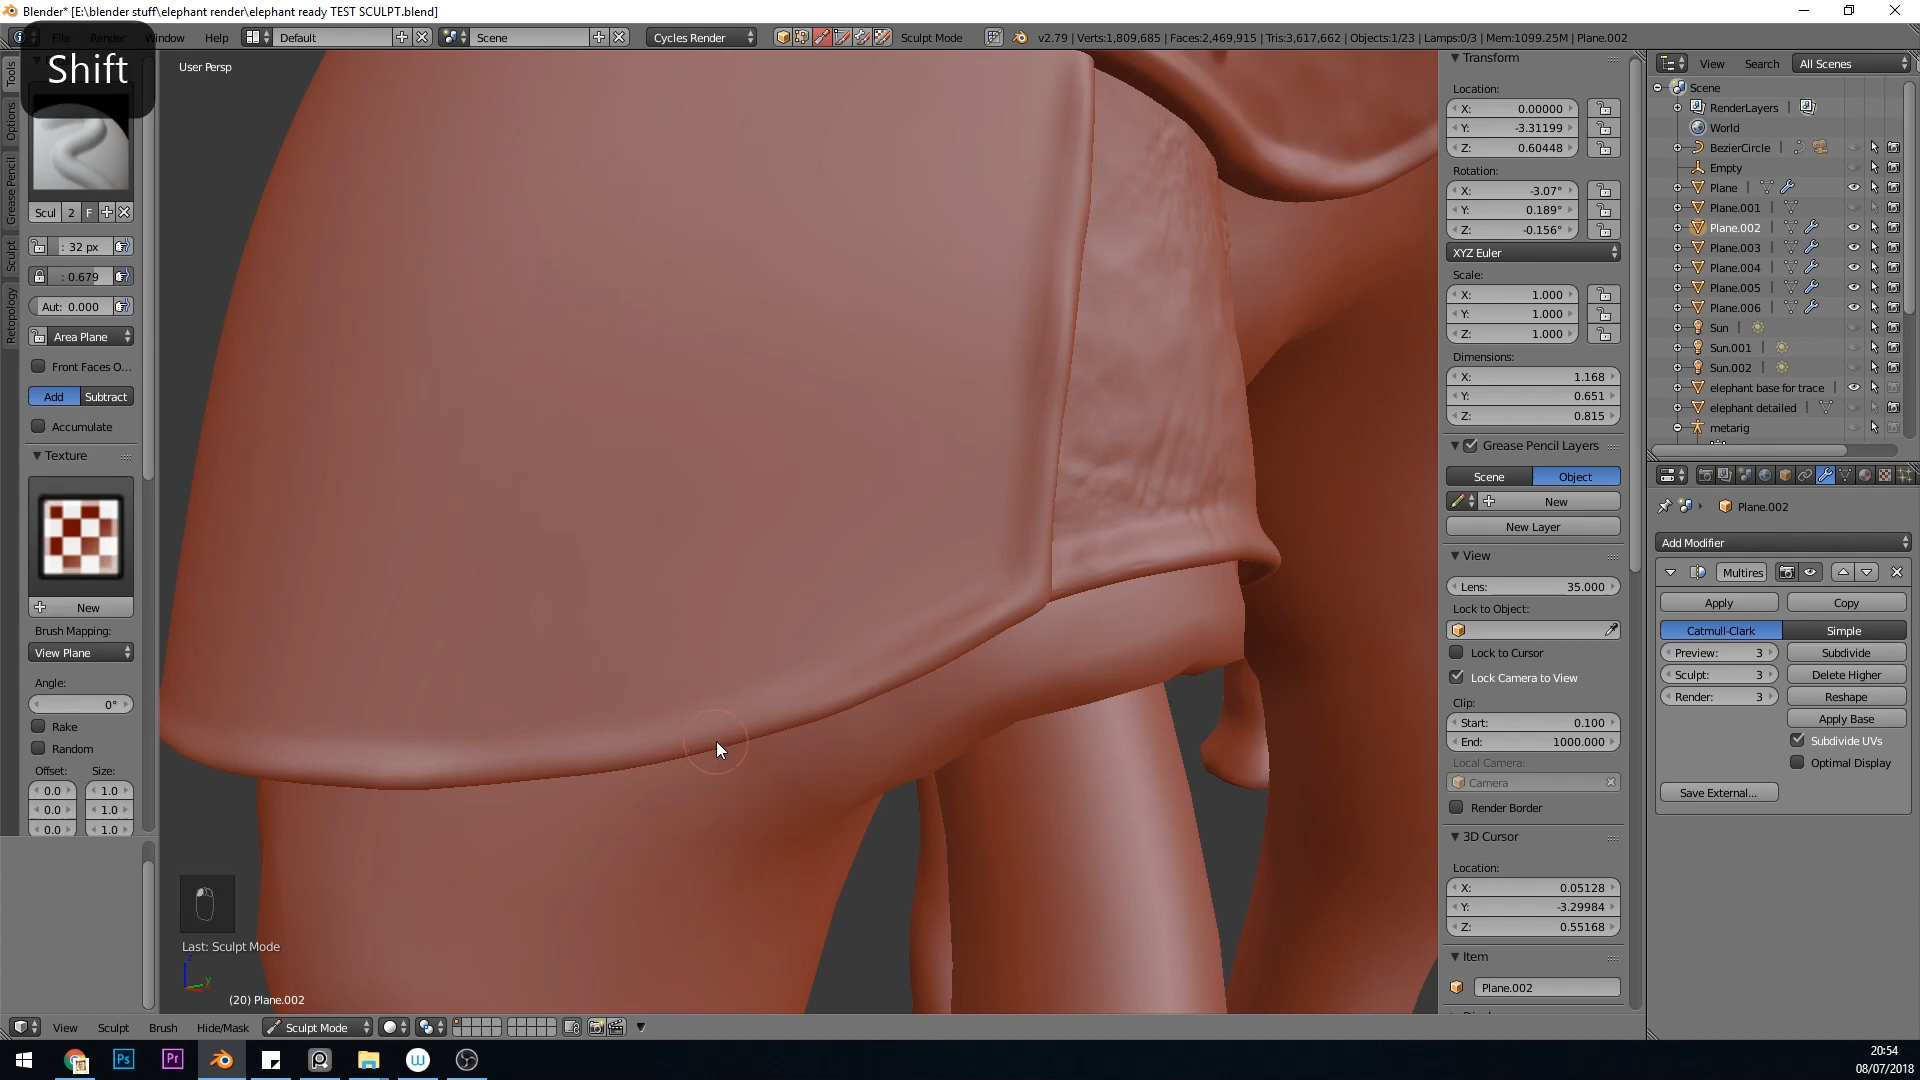 Blender* [E:\blender stuff\elephant render\elephant ready TEST SCULPT.blend]
Window Help Default Scene Cycles Render Sculpt Mode v2.79 | Verts:1,809,685 | Faces:2,469,915 | Tris:3,617,662 | Objects:1/23 | Lamps:0/3 | Mem:1099.25M | Plane.002
Shift
User Persp
Tools
Options
Grease Pencil
Sculpt
Retopology
Scul 2 F
: 32 px
: 0.679
Aut: 0.000
Area Plane
Front Faces O...
Add Subtract
Accumulate
Texture
New
Brush Mapping:
View Plane
Angle:
0°
Rake
Random
Offset: Size:
0.0 1.0
0.0 1.0
0.0 1.0
Last: Sculpt Mode
z
y
(20) Plane.002
View Sculpt Brush Hide/Mask Sculpt Mode
Transform
Location:
X: 0.00000
Y: -3.31199
Z: 0.60448
Rotation:
X: -3.07°
Y: 0.189°
Z: -0.156°
XYZ Euler
Scale:
X: 1.000
Y: 1.000
Z: 1.000
Dimensions:
X: 1.168
Y: 0.651
Z: 0.815
Grease Pencil Layers
Scene Object
New
New Layer
View
Lens: 35.000
Lock to Object:
Lock to Cursor
Lock Camera to View
Clip:
Start: 0.100
End: 1000.000
Local Camera:
Camera
Render Border
3D Cursor
Location:
X: 0.05128
Y: -3.29984
Z: 0.55168
Item
Plane.002
View Search All Scenes
Scene
RenderLayers
World
BezierCircle
Empty
Plane
Plane.001
Plane.002
Plane.003
Plane.004
Plane.005
Plane.006
Sun
Sun.001
Sun.002
elephant base for trace
elephant detailed
metarig
Plane.002
Add Modifier
Multires
Apply Copy
Catmull-Clark Simple
Preview: 3 Subdivide
Sculpt: 3 Delete Higher
Render: 3 Reshape
Apply Base
Subdivide UVs
Optimal Display
Save External...
Ps Pr
20:54
08/07/2018